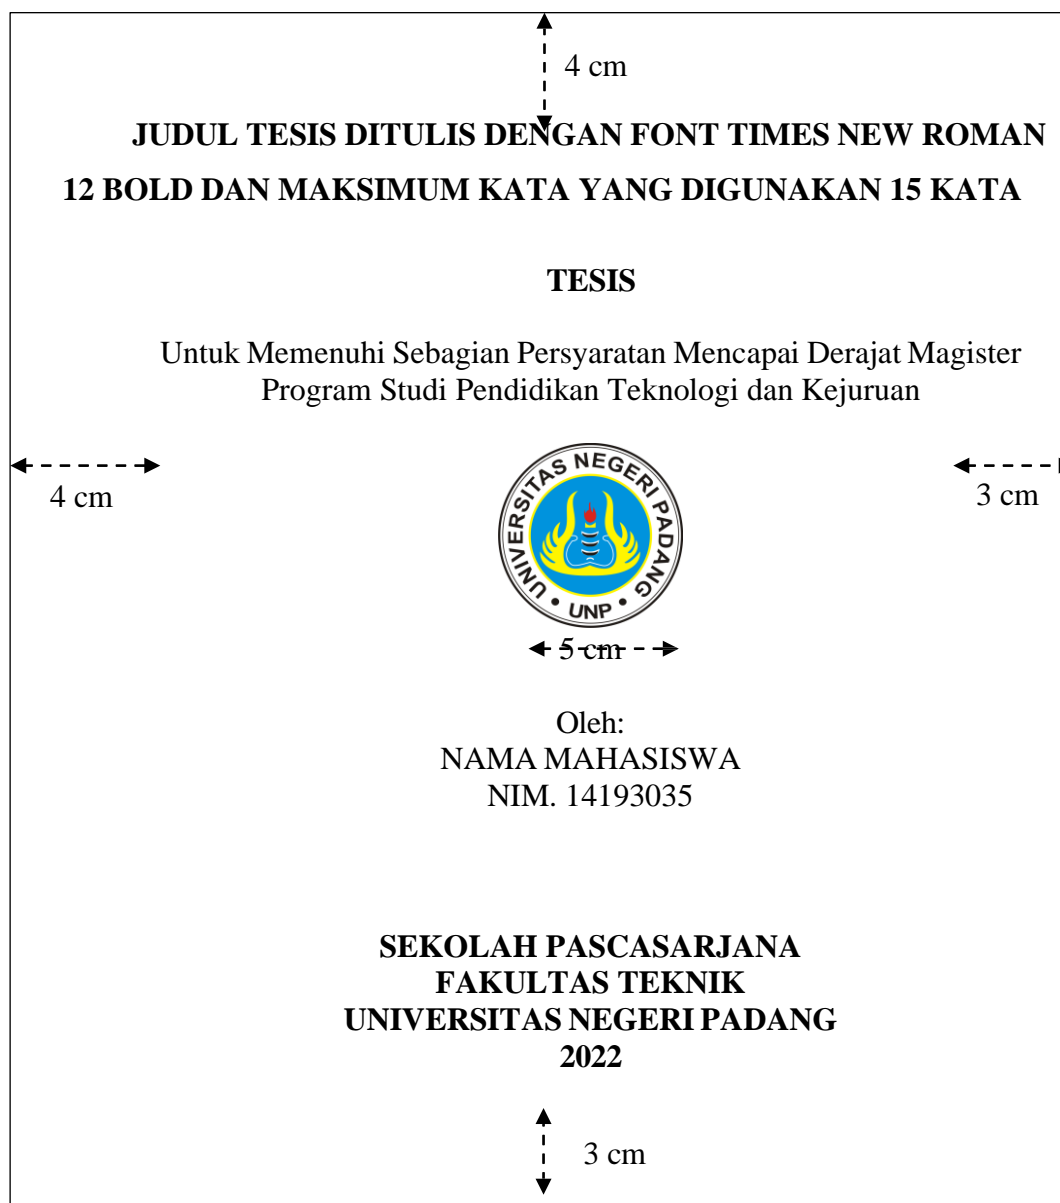 4 cm
JUDUL TESIS DITULIS DENGAN FONT TIMES NEW ROMAN
12 BOLD DAN MAKSIMUM KATA YANG DIGUNAKAN 15 KATA
TESIS
Untuk Memenuhi Sebagian Persyaratan Mencapai Derajat Magister
Program Studi Pendidikan Teknologi dan Kejuruan
4 cm
3 cm
UNIVERSITAS NEGERI PADANG
• UNP •
5 cm
Oleh:
NAMA MAHASISWA
NIM. 14193035
SEKOLAH PASCASARJANA
FAKULTAS TEKNIK
UNIVERSITAS NEGERI PADANG
2022
3 cm